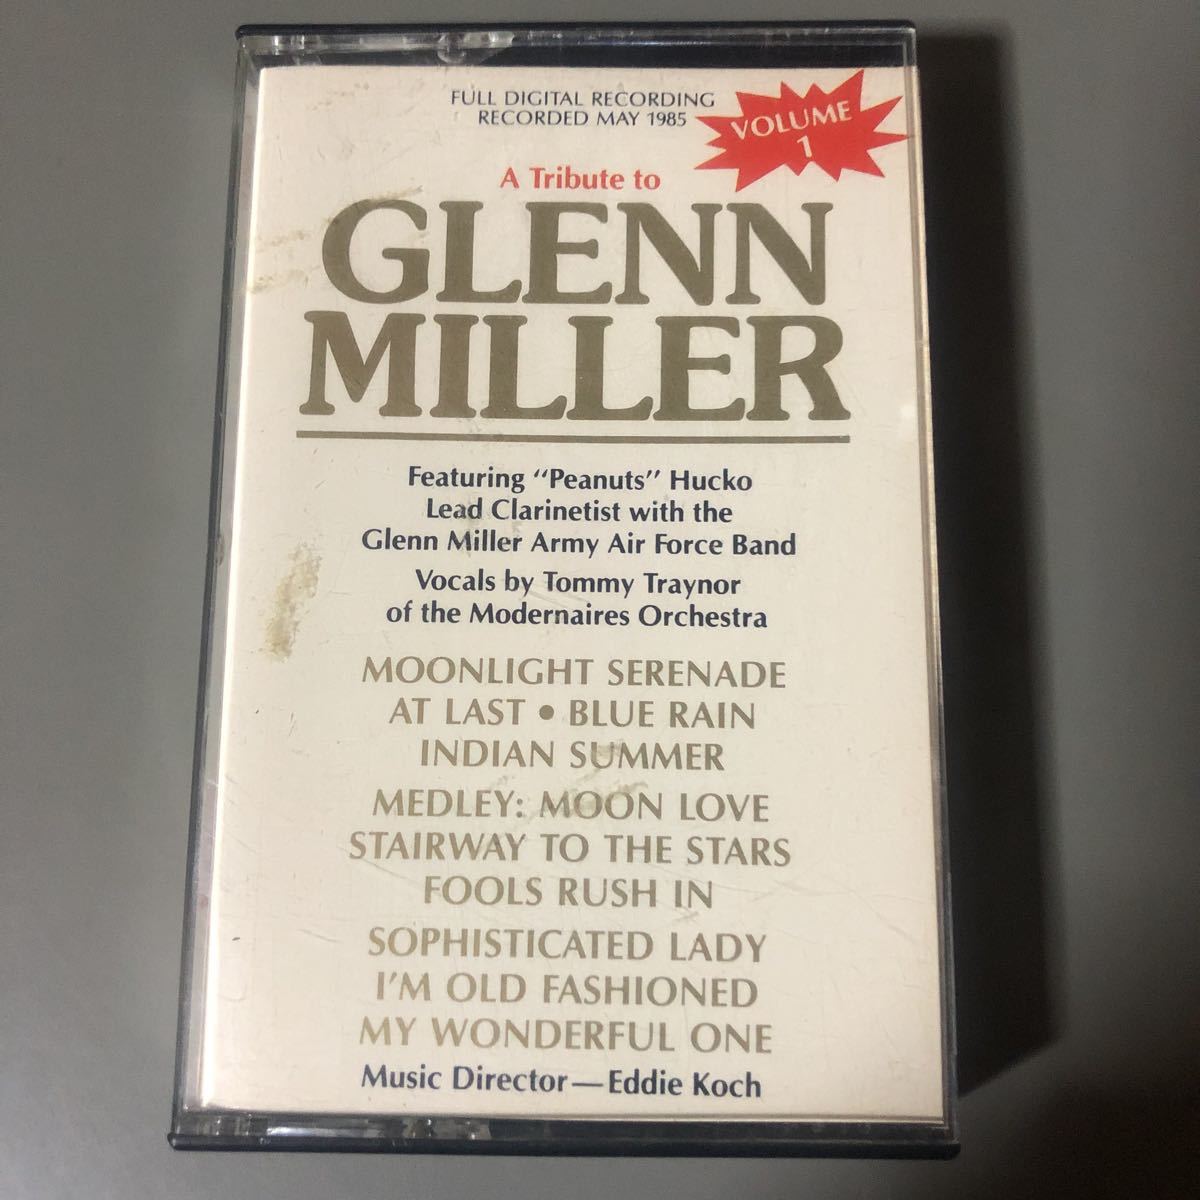 FULL DIGITAL RECORDING
RECORDED MAY 1985
VOLUME
1
A Tribute to
GLENN
MILLER
Featuring "Peanuts" Hucko
Lead Clarinetist with the
Glenn Miller Army Air Force Band
Vocals by Tommy Traynor
of the Modernaires Orchestra
MOONLIGHT SERENADE
AT LAST • BLUE RAIN
INDIAN SUMMER
MEDLEY: MOON LOVE
STAIRWAY TO THE STARS
FOOLS RUSH IN
SOPHISTICATED LADY
I'M OLD FASHIONED
MY WONDERFUL ONE
Music Director—Eddie Koch